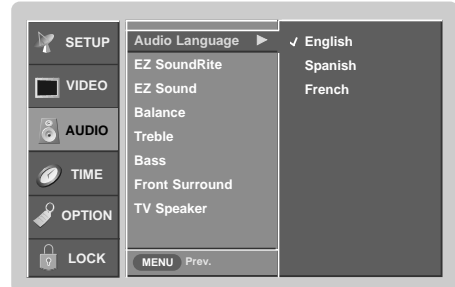 SETUP
VIDEO
AUDIO
TIME
OPTION
LOCK
Audio Language
EZ SoundRite
EZ Sound
Balance
Treble
Bass
Front Surround
TV Speaker
MENU Prev.
✓ English
Spanish
French